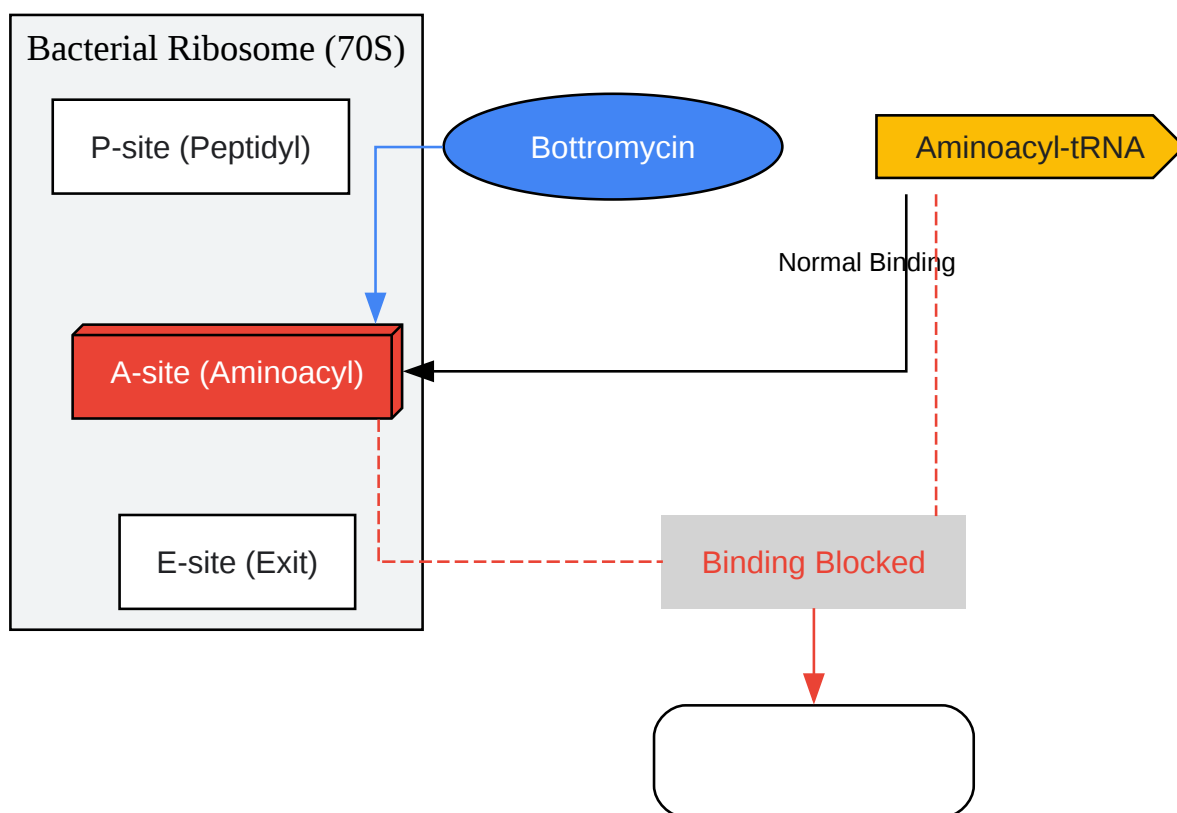 Bacterial Ribosome (70S)
P-site (Peptidyl)
Bottromycin
Aminoacyl-tRNA
Normal Binding
A-site (Aminoacyl)
E-site (Exit)
Binding Blocked